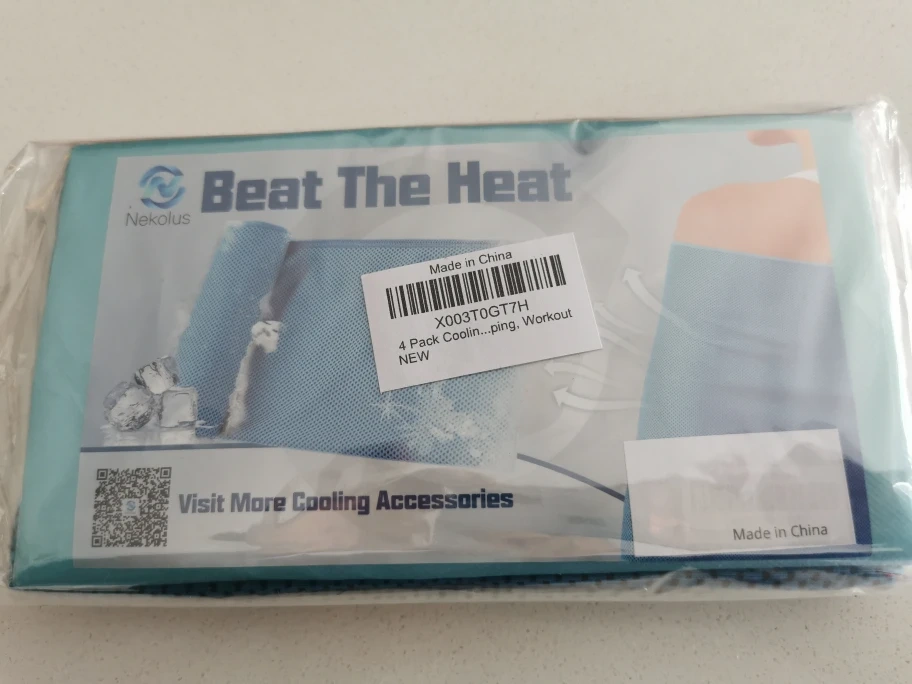 Beat The Heat
Nekolus
Made in China
X003T0GT7H
4 Pack Coolin...ping, Workout
NEW
Visit More Cooling Accessories
Made in China